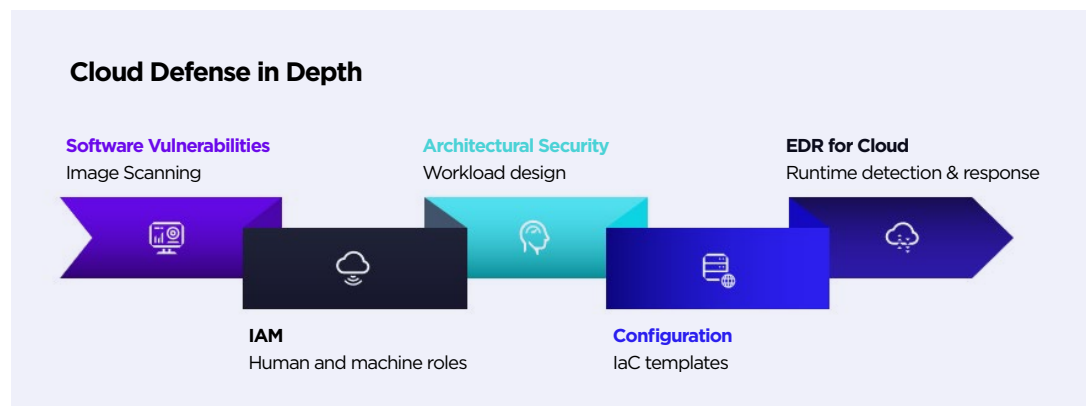 Cloud Defense in Depth
Software Vulnerabilities
Image Scanning
IAM
Human and machine roles
Architectural Security
Workload design
Configuration
IaC templates
EDR for Cloud
Runtime detection & response